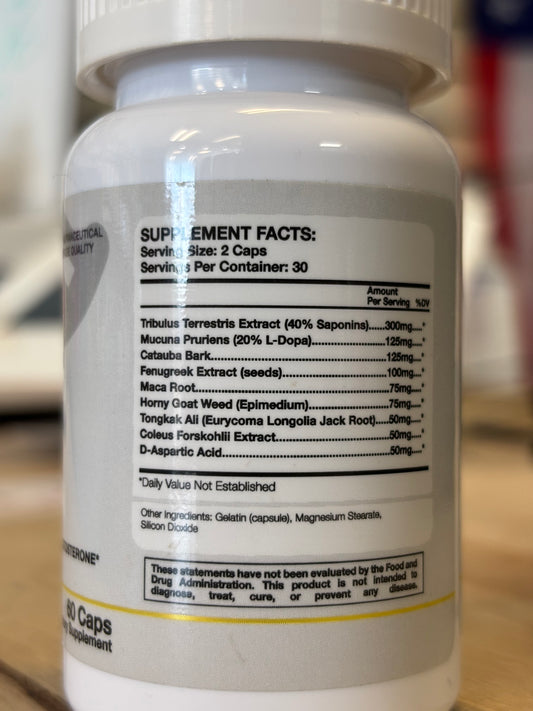 QUALITY
SUPPLEMENT FACTS:
Serving Size: 2 Caps
Servings Per Container: 30
Amount
Per Serving %DV
Tribulus Terrestris Extract (40% Saponins)......300mg....*
Mucuna Pruriens (20% L-Dopa)......................125mg....*
Catauba Bark................................................125mg....*
Fenugreek Extract (seeds)...............................100mg....*
Maca Root.....................................................75mg....*
Horny Goat Weed (Epimedium)........................75mg....*
Tongkak Ali (Eurycoma Longolia Jack Root).....50mg....*
Coleus Forskohlii Extract.................................50mg....*
D-Aspartic Acid..............................................50mg....*
*Daily Value Not Established
Other Ingredients: Gelatin (capsule), Magnesium Stearate,
Silicon Dioxide
These statements have not been evaluated by the Food and
Drug Administration. This product is not intended to
diagnose, treat, cure, or prevent any disease.
60 Caps
Supplement